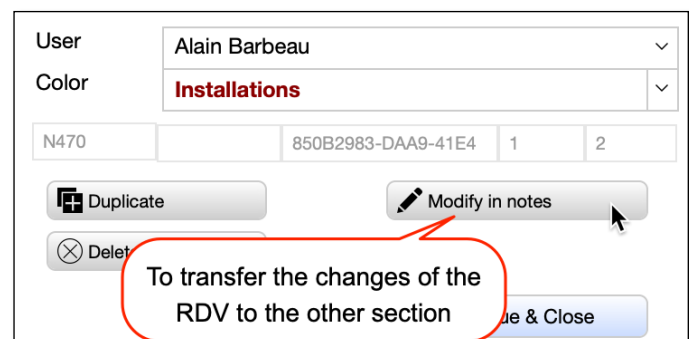 User Alain Barbeau
Color Installations
N470 850B2983-DAA9-41E4 1 2
Duplicate Modify in notes
To transfer the changes of the
RDV to the other section
& Close